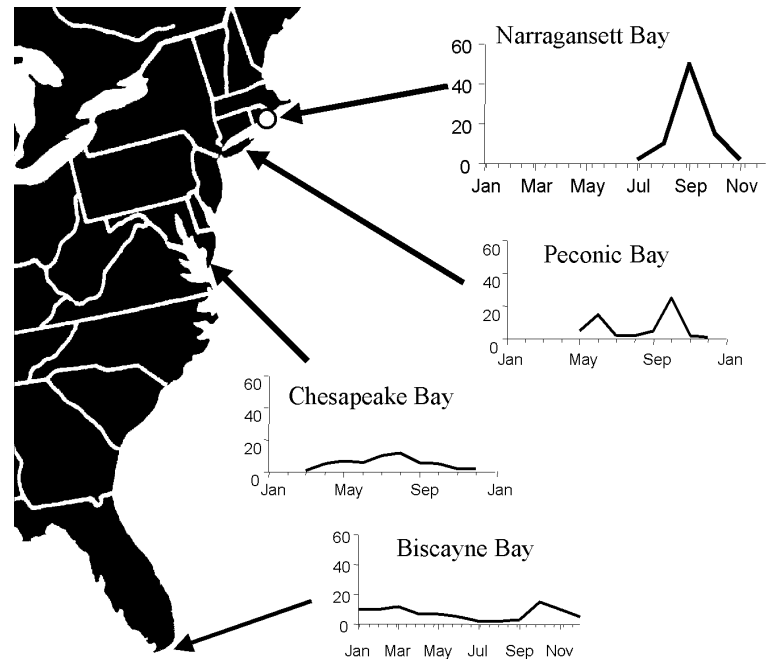 Narragansett Bay
60
40
20
0
Jan Mar May Jul Sep Nov
Peconic Bay
60
40
20
0
Jan May Sep Jan
Chesapeake Bay
60
40
20
0
Jan May Sep Jan
Biscayne Bay
60
40
20
0
Jan Mar May Jul Sep Nov